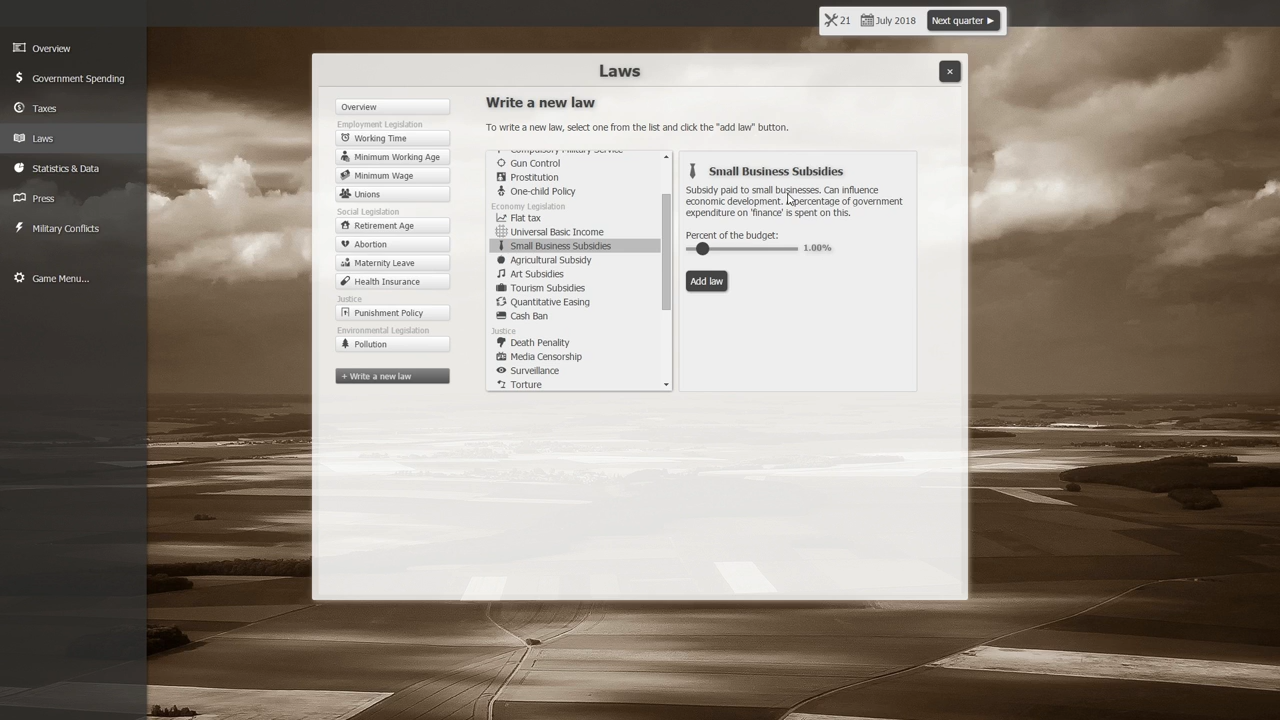 21
July 2018
Next quarter
Overview
Government Spending
Taxes
Laws
Statistics & Data
Press
Military Conflicts
Game Menu...
Laws
×
Overview
Employment Legislation
Working Time
Minimum Working Age
Minimum Wage
Unions
Social Legislation
Retirement Age
Abortion
Maternity Leave
Health Insurance
Justice
Punishment Policy
Environmental Legislation
Pollution
+ Write a new law
Write a new law
To write a new law, select one from the list and click the "add law" button.
Compulsory Military Service
Gun Control
Prostitution
One-child Policy
Economy Legislation
Flat tax
Universal Basic Income
Small Business Subsidies
Agricultural Subsidy
Art Subsidies
Tourism Subsidies
Quantitative Easing
Cash Ban
Justice
Death Penality
Media Censorship
Surveillance
Torture
Small Business Subsidies
Subsidy paid to small businesses. Can influence
economic development. percentage of government
expenditure on 'finance' is spent on this.
Percent of the budget:
1.00%
Add law